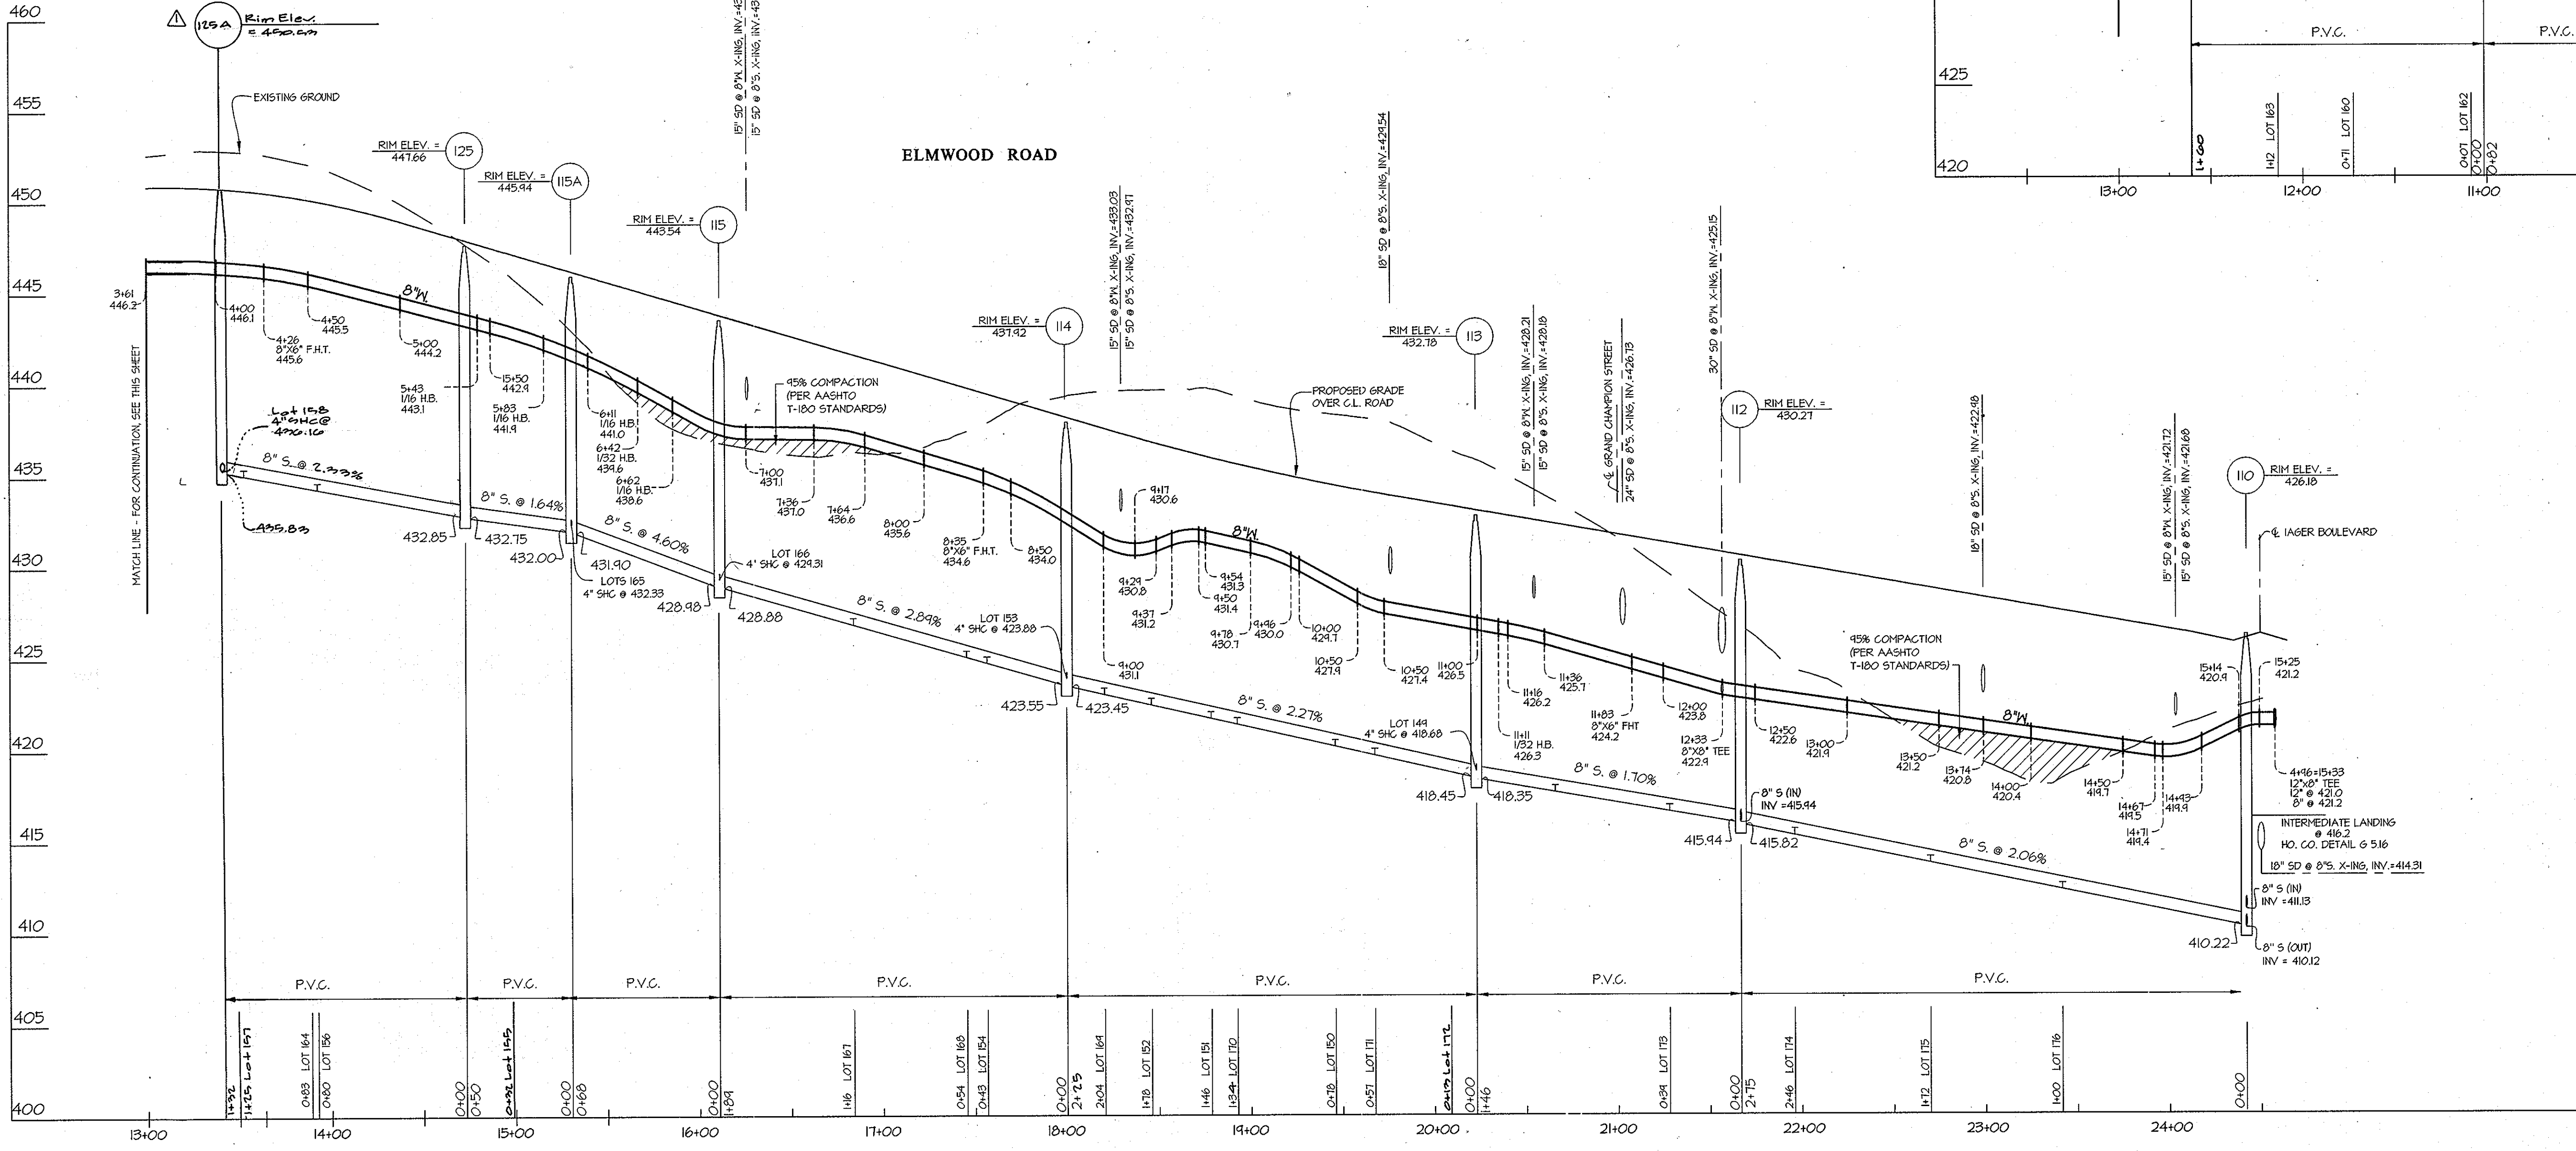 460
455
450
445
440
435
430
425
420
415
410
405
400
125A
Rim Elev.
EXISTING GROUND
RIM ELEV. =
447.66
125
RIM ELEV. =
445.94
115A
RIM ELEV. =
443.54
115
15" SD @ 8"W. X-ING, INV.=43
15" SD @ 8"S. X-ING, INV.=43
ELMWOOD ROAD
RIM ELEV. =
437.92
114
15" SD @ 8"W. X-ING, INV.=433.03
15" SD @ 8"S. X-ING, INV.=432.97
18" SD @ 8"S. X-ING, INV.=429.54
RIM ELEV. =
432.78
113
15" SD @ 8"W. X-ING, INV.=428.21
15" SD @ 8"S. X-ING, INV.=428.18
℄ GRAND CHAMPION STREET
24" SD @ 8"S. X-ING, INV.=426.73
30" SD @ 8"W. X-ING, INV.=425.15
112
RIM ELEV. =
430.27
18" SD @ 8"S. X-ING, INV.=422.98
15" SD @ 8"W. X-ING, INV.=421.72
15" SD @ 8"S. X-ING, INV.=421.68
110
RIM ELEV. =
426.18
℄ IAGER BOULEVARD
425
420
P.V.C.
P.V.C.
1+60
1+12 LOT 163
0+71 LOT 160
0+07 LOT 162
0+00
0+82
13+00
12+00
11+00
MATCH LINE - FOR CONTINUATION, SEE THIS SHEET
3+61
446.2
4+00
446.1
4+26
8"X6" F.H.T.
445.6
4+50
445.5
8"W.
5+00
444.2
5+43
1/16 H.B.
443.1
15+50
442.9
5+83
1/16 H.B.
441.9
6+11
1/16 H.B.
441.0
6+42
1/32 H.B.
439.6
6+62
1/16 H.B.
438.6
95% COMPACTION
(PER AASHTO
T-180 STANDARDS)
7+00
437.1
7+36
437.0
7+64
436.6
8+00
435.6
8+35
8"X6" F.H.T.
434.6
8+50
434.0
PROPOSED GRADE
OVER C.L. ROAD
9+00
431.1
9+17
430.6
9+29
430.8
9+37
431.2
9+54
431.3
9+50
431.4
8"W.
9+78
430.7
9+96
430.0
10+00
429.7
10+50
427.9
10+50
427.4
11+00
426.5
11+11
1/32 H.B.
426.3
11+16
426.2
11+36
425.7
11+83
8"X6" FHT
424.2
12+00
423.8
12+33
8"X8" TEE
422.9
12+50
422.6
13+00
421.9
95% COMPACTION
(PER AASHTO
T-180 STANDARDS)
13+50
421.2
13+74
420.8
8"W.
14+00
420.4
14+50
419.7
14+67
419.5
14+71
419.4
14+93
419.9
15+14
420.9
15+25
421.2
4+96=15+33
12"X8" TEE
12" @ 421.0
8" @ 421.2
INTERMEDIATE LANDING
@ 416.2
HO. CO. DETAIL G 5.16
18" SD @ 8"S. X-ING, INV.=414.31
Lot 158
4" SHC@
8" S. @ 2.33%
435.83
432.85
432.75
8" S. @ 1.64%
432.00
431.90
LOTS 165
4" SHC @ 432.33
8" S. @ 4.60%
LOT 166
4" SHC @ 429.31
428.98
428.88
8" S. @ 2.89%
LOT 153
4" SHC @ 423.88
423.55
423.45
8" S. @ 2.27%
LOT 149
4" SHC @ 418.68
418.45
418.35
8" S. @ 1.70%
8" S (IN)
INV =415.94
415.94
415.82
8" S. @ 2.06%
8" S (IN)
INV =411.13
410.22
8" S (OUT)
INV = 410.12
P.V.C.
P.V.C.
P.V.C.
P.V.C.
P.V.C.
P.V.C.
P.V.C.
1+32
1+25 Lot 157
0+83 LOT 164
0+80 LOT 156
0+00
0+50
0+32 Lot 155
0+00
0+68
0+00
1+89
1+16 LOT 167
0+54 LOT 168
0+43 LOT 154
0+00
2+25
2+04 LOT 169
1+78 LOT 152
1+46 LOT 151
1+34 LOT 170
0+78 LOT 150
0+57 LOT 171
0+13 Lot 172
0+00
1+46
0+39 LOT 173
0+00
2+75
2+46 LOT 174
1+72 LOT 175
1+00 LOT 176
0+00
13+00
14+00
15+00
16+00
17+00
18+00
19+00
20+00
21+00
22+00
23+00
24+00